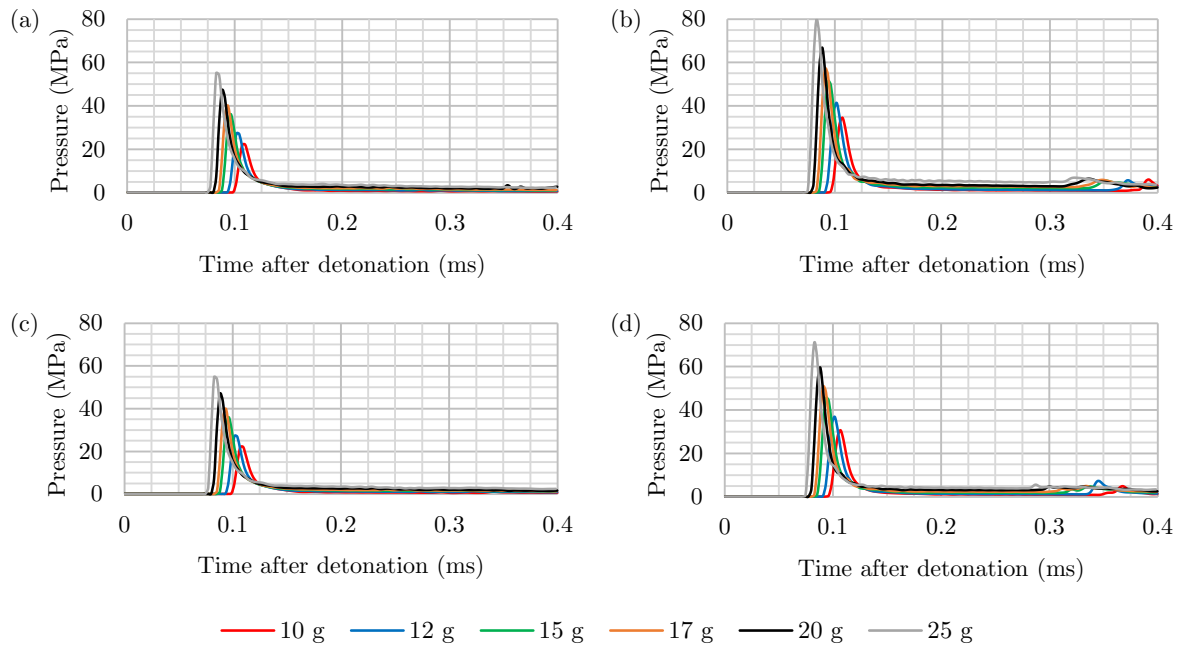 (a)
Pressure (MPa)
80
60
40
20
0
0 0.1 0.2 0.3 0.4
Time after detonation (ms)
(b)
Pressure (MPa)
80
60
40
20
0
0 0.1 0.2 0.3 0.4
Time after detonation (ms)
(c)
Pressure (MPa)
80
60
40
20
0
0 0.1 0.2 0.3 0.4
Time after detonation (ms)
(d)
Pressure (MPa)
80
60
40
20
0
0 0.1 0.2 0.3 0.4
Time after detonation (ms)
10 g 12 g 15 g 17 g 20 g 25 g